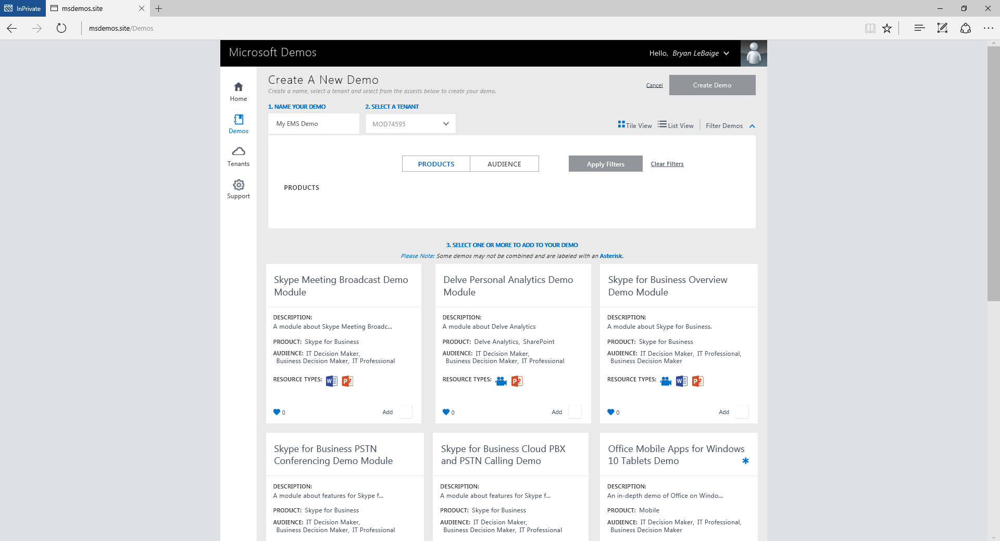 InPrivate
msdemos.site
msdemos.site/Demos
Microsoft Demos
Hello, Bryan LeBaige
Home
Demos
Tenants
Support
Create A New Demo
Create a name, select a tenant and select from the assests below to create your demo.
Cancel
Create Demo
1. NAME YOUR DEMO
2. SELECT A TENANT
My EMS Demo
MOD74595
Tile View
List View
Filter Demos
PRODUCTS
AUDIENCE
Apply Filters
Clear Filters
PRODUCTS
3. SELECT ONE OR MORE TO ADD TO YOUR DEMO
Please Note: Some demos may not be combined and are labeled with an Asterisk.
Skype Meeting Broadcast Demo
Module
DESCRIPTION:
A module about Skype Meeting Broadc...
PRODUCT: Skype for Business
AUDIENCE: IT Decision Maker,
Business Decision Maker, IT Professional
RESOURCE TYPES:
0
Add
Delve Personal Analytics Demo
Module
DESCRIPTION:
A module about Delve Analytics
PRODUCT: Delve Analytics, SharePoint
AUDIENCE: IT Decision Maker,
Business Decision Maker, IT Professional
RESOURCE TYPES:
0
Add
Skype for Business Overview
Demo Module
DESCRIPTION:
A module about Skype for Business.
PRODUCT: Skype for Business
AUDIENCE: IT Decision Maker, IT Professional,
Business Decision Maker
RESOURCE TYPES:
0
Add
Skype for Business PSTN
Conferencing Demo Module
DESCRIPTION:
A module about features for Skype f...
PRODUCT: Skype for Business
AUDIENCE: IT Decision Maker,
Business Decision Maker, IT Professional
Skype for Business Cloud PBX
and PSTN Calling Demo
DESCRIPTION:
A module about features for Skype f...
PRODUCT: Skype for Business
AUDIENCE: IT Decision Maker,
Business Decision Maker, IT Professional
Office Mobile Apps for Windows
10 Tablets Demo *
DESCRIPTION:
An in-depth demo of Office on Windo...
PRODUCT: Mobile
AUDIENCE: IT Decision Maker, IT Professional,
Business Decision Maker